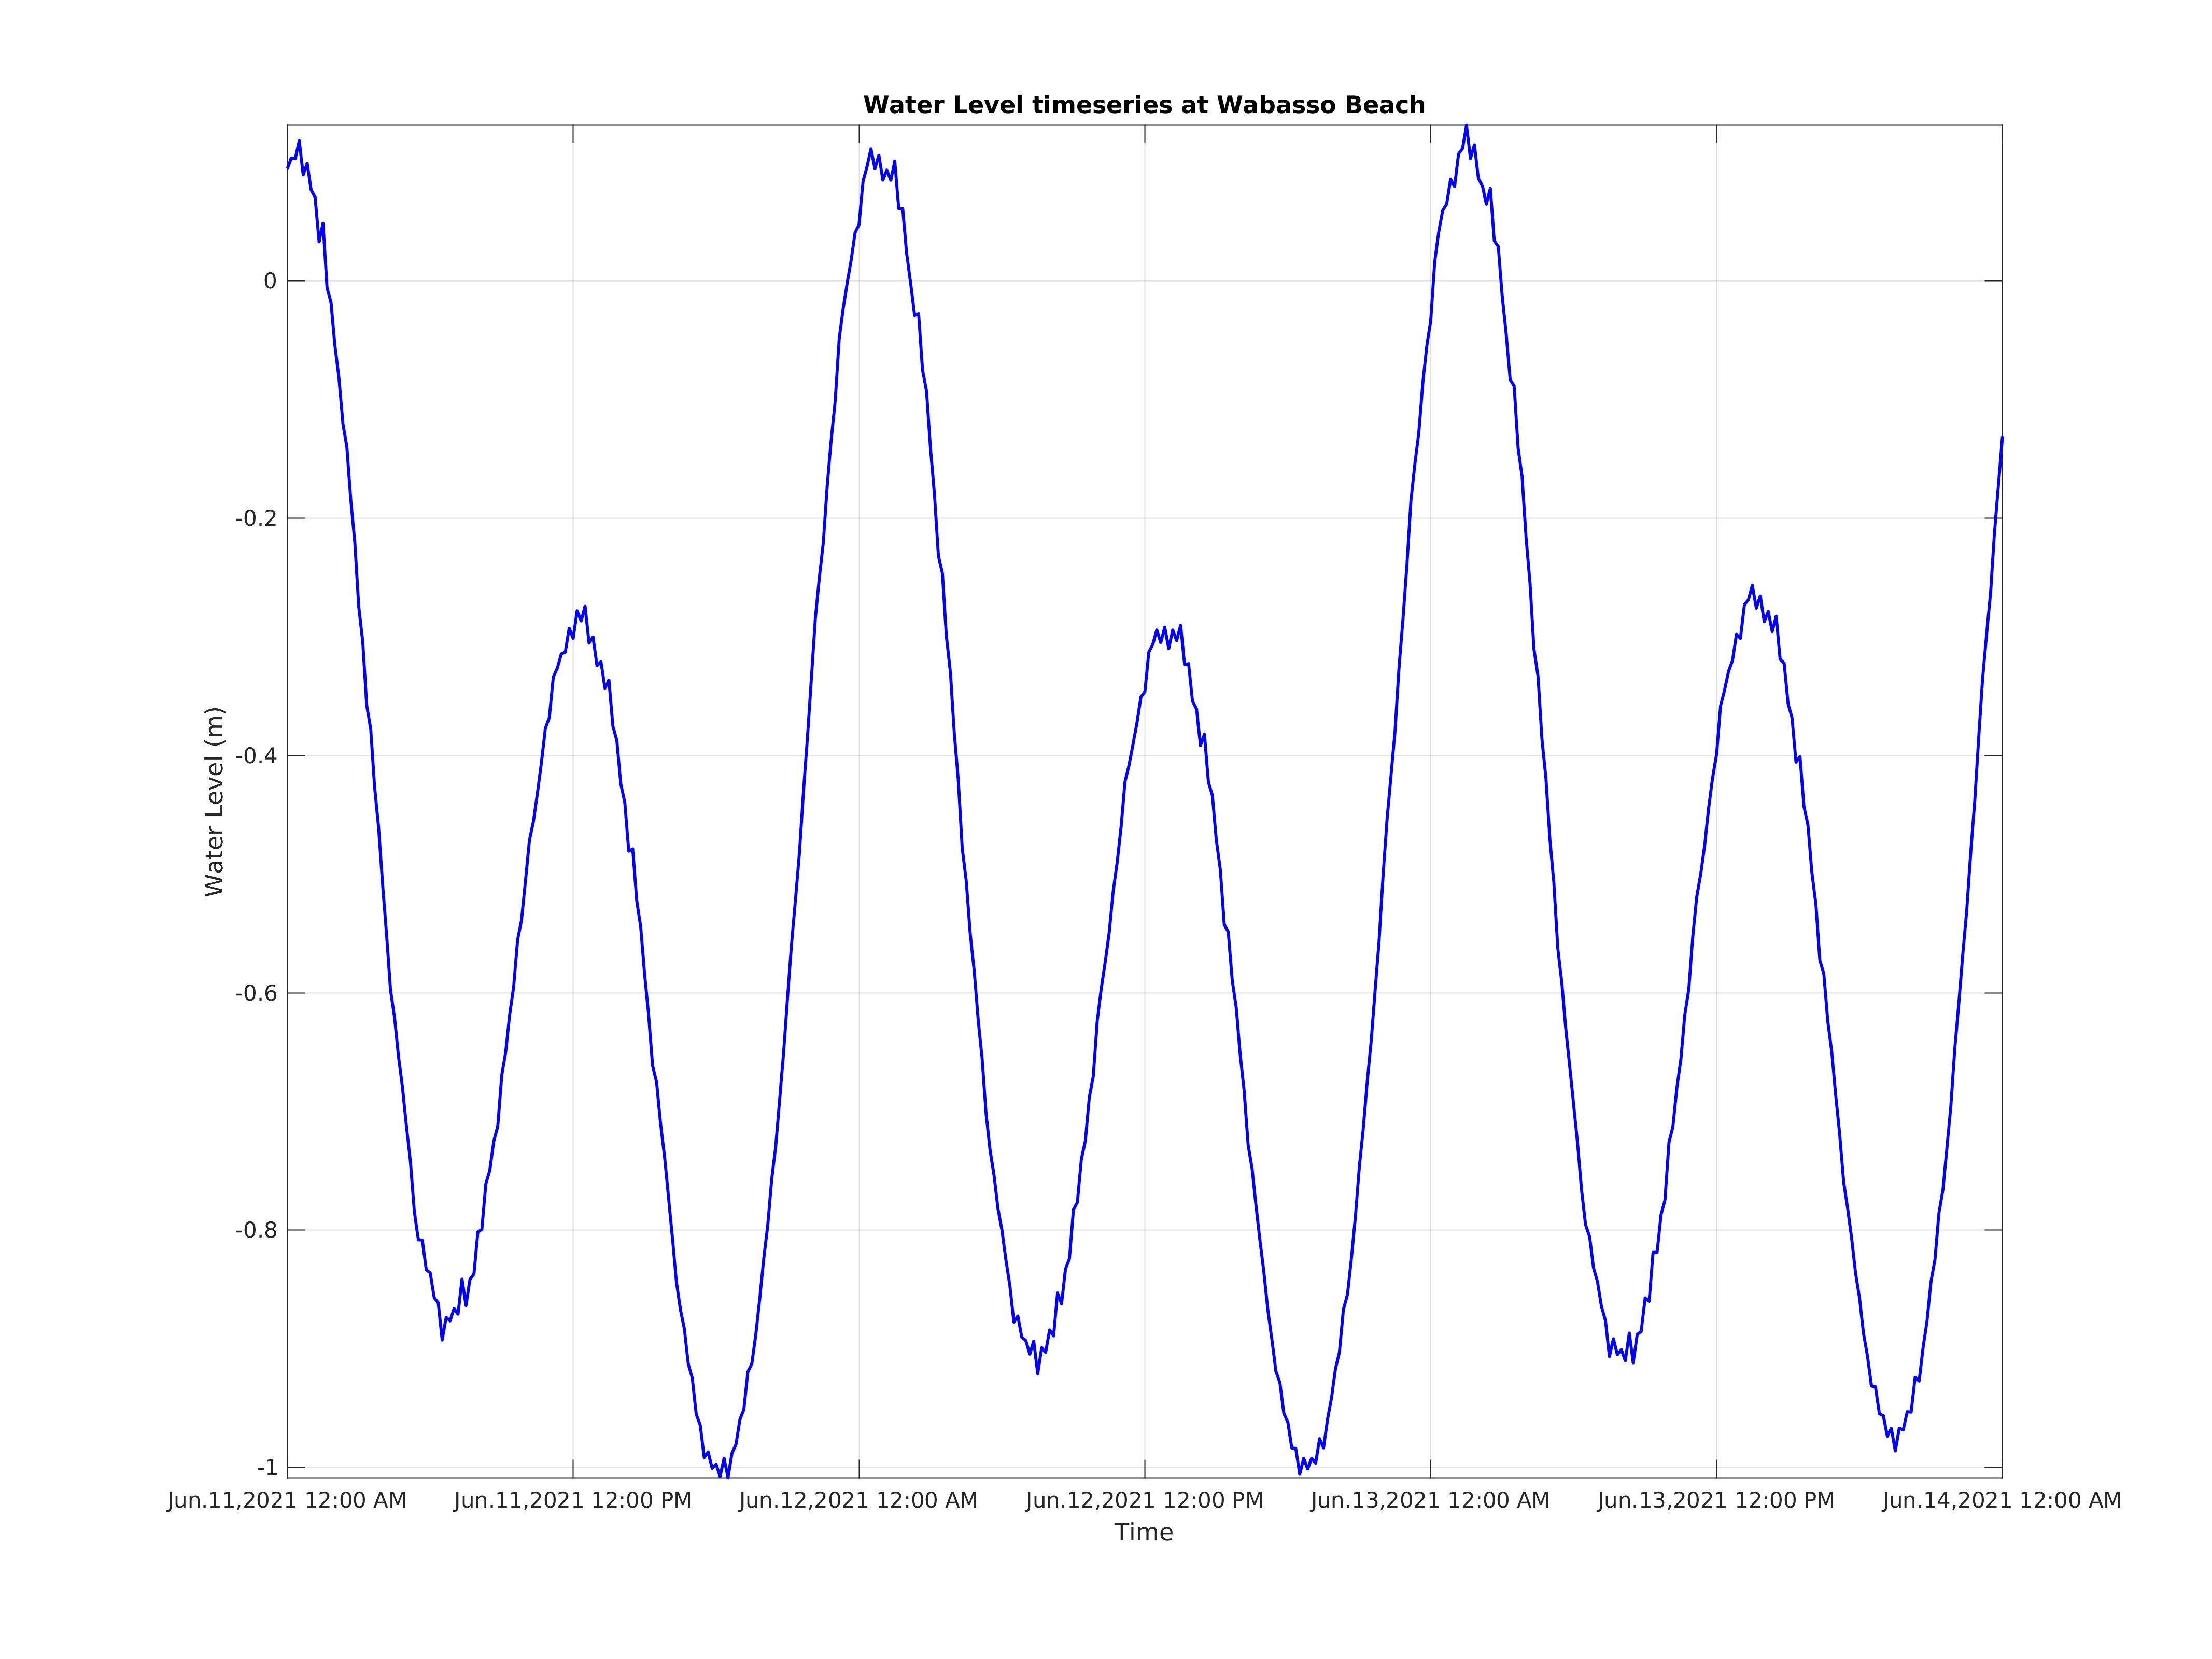 Water Level timeseries at Wabasso Beach
0
-0.2
-0.4
-0.6
-0.8
-1
Water Level (m)
Jun.11,2021 12:00 AM Jun.11,2021 12:00 PM Jun.12,2021 12:00 AM Jun.12,2021 12:00 PM Jun.13,2021 12:00 AM Jun.13,2021 12:00 PM Jun.14,2021 12:00 AM
Time